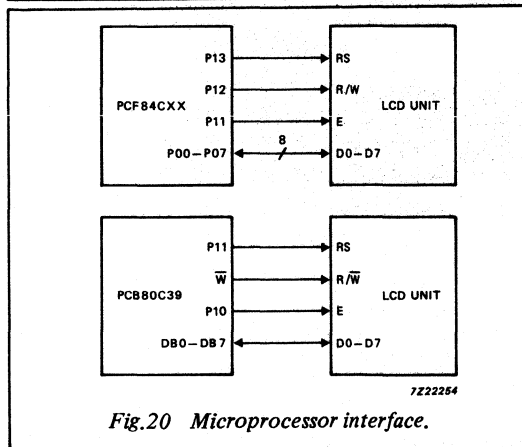 P13 RS
PCF84CXX P12 R/W LCD UNIT
P11 E
8
P00–P07 D0–D7
P11 RS
PCB80C39 W̅ R/W̅ LCD UNIT
P10 E
DB0–DB7 D0–D7
7Z22254
Fig.20 Microprocessor interface.